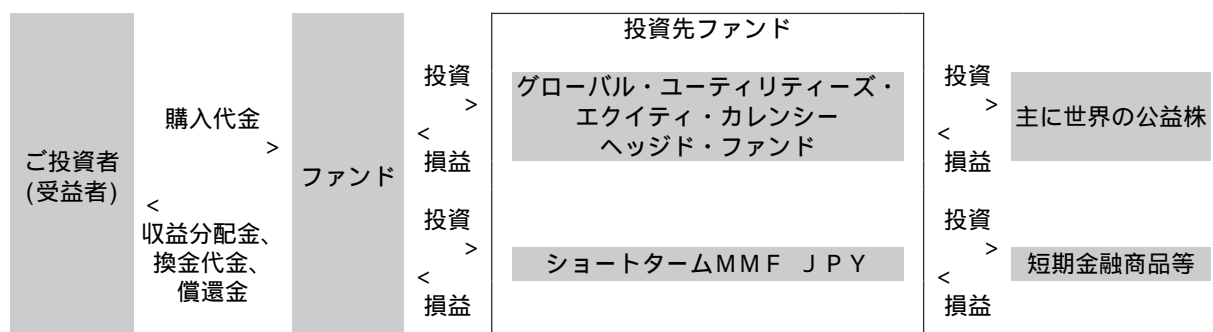 投資先ファンド
ご投資者
(受益者)
購入代金
>
<
収益分配金、
換金代金、
償還金
ファンド
投資
>
<
損益
グローバル・ユーティリティーズ・
エクイティ・カレンシー
ヘッジド・ファンド
投資
>
<
損益
主に世界の公益株
投資
>
<
損益
ショートタームＭＭＦ　ＪＰＹ
投資
>
<
損益
短期金融商品等